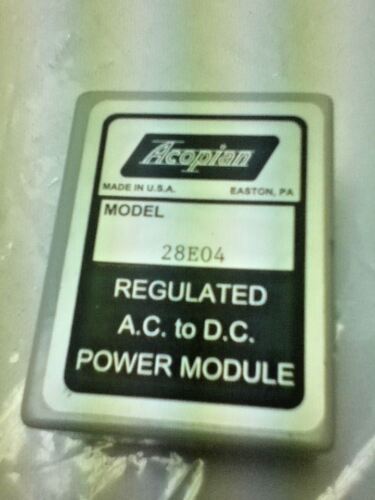 Acopian
MADE IN U.S.A. EASTON, PA
MODEL
28E04
REGULATED
A.C. to D.C.
POWER MODULE